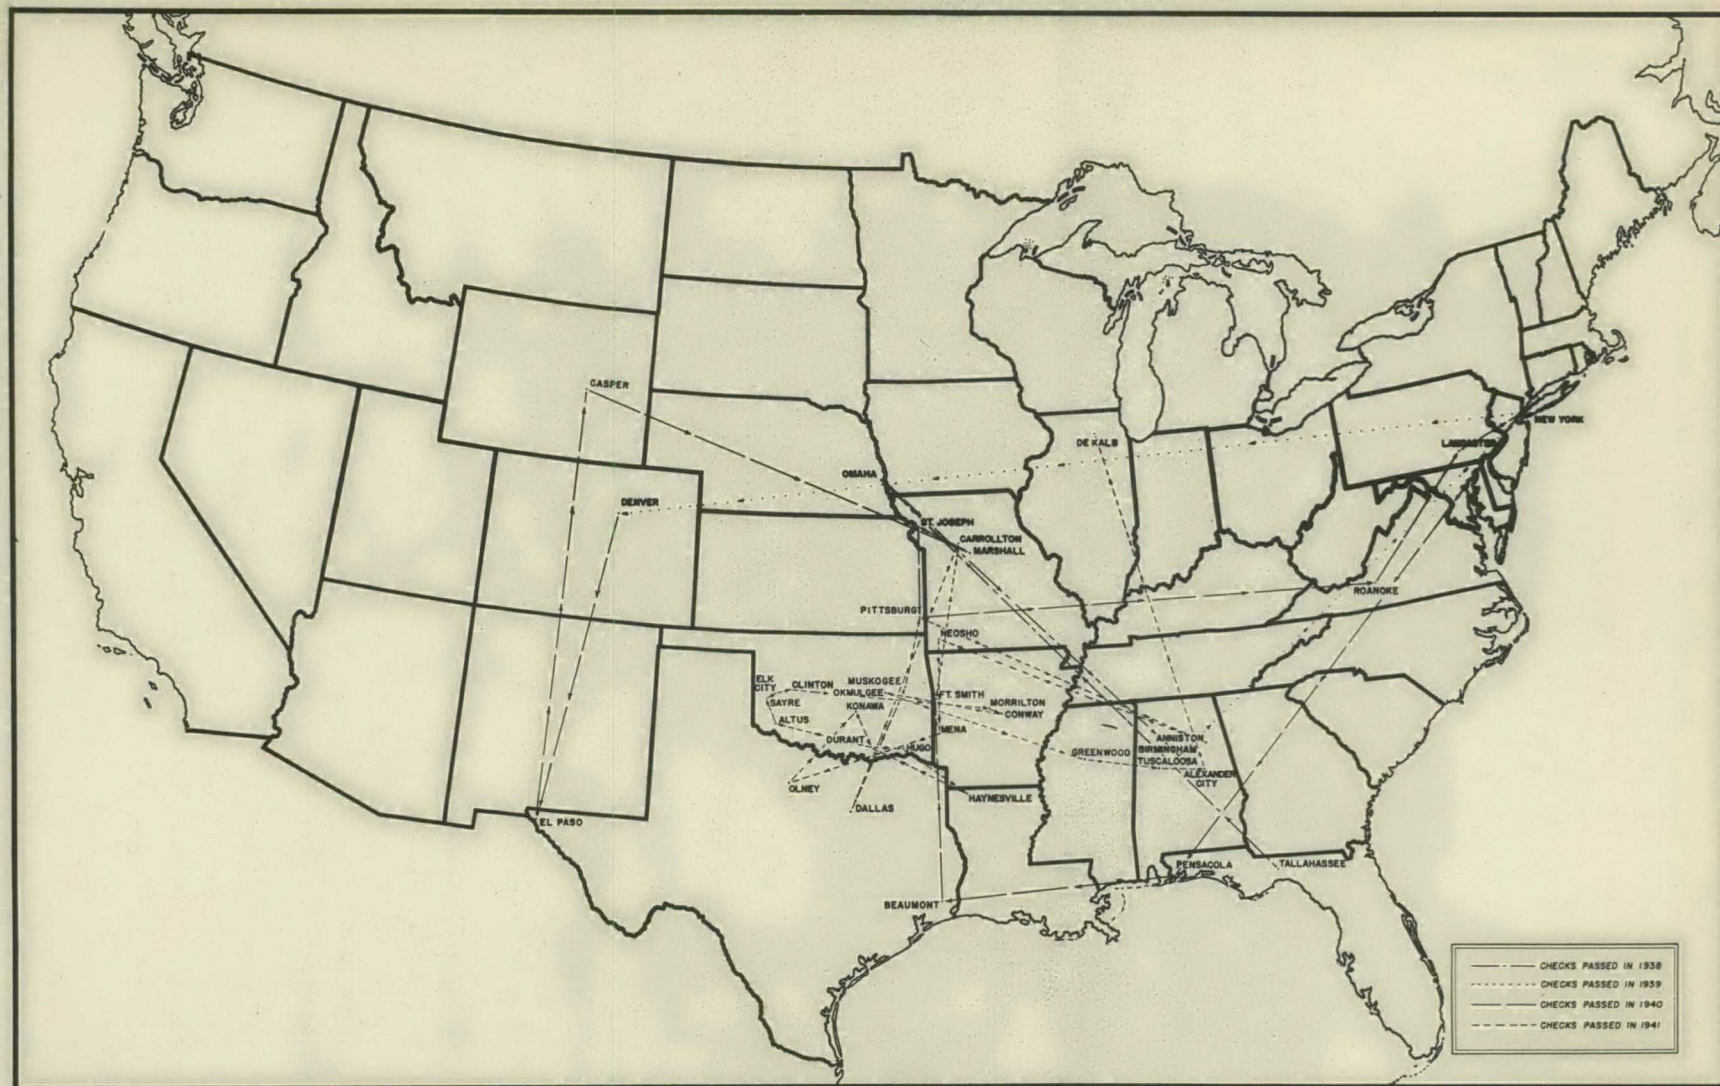 CASPER
DE KALB
NEW YORK
LANCASTER
OMAHA
DENVER
ST. JOSEPH
CARROLLTON
MARSHALL
ROANOKE
PITTSBURG
NEOSHO
ELK
CITY
CLINTON
MUSKOGEE
OKMULGEE
FT. SMITH
SAYRE
KONAWA
MORRILTON
CONWAY
ALTUS
MENA
DURANT
HUGO
ANNISTON
GREENWOOD
BIRMINGHAM
TUSCALOOSA
ALEXANDER
CITY
OLNEY
HAYNESVILLE
DALLAS
EL PASO
PENSACOLA
TALLAHASSEE
BEAUMONT
CHECKS PASSED IN 1938
CHECKS PASSED IN 1939
CHECKS PASSED IN 1940
CHECKS PASSED IN 1941